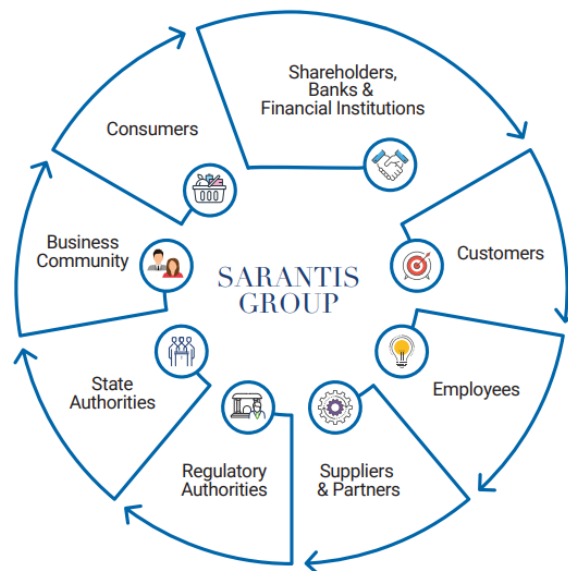 Shareholders,
Banks &
Financial Institutions
Customers
Employees
Suppliers
& Partners
Regulatory
Authorities
State
Authorities
Business
Community
Consumers
SARANTIS
GROUP